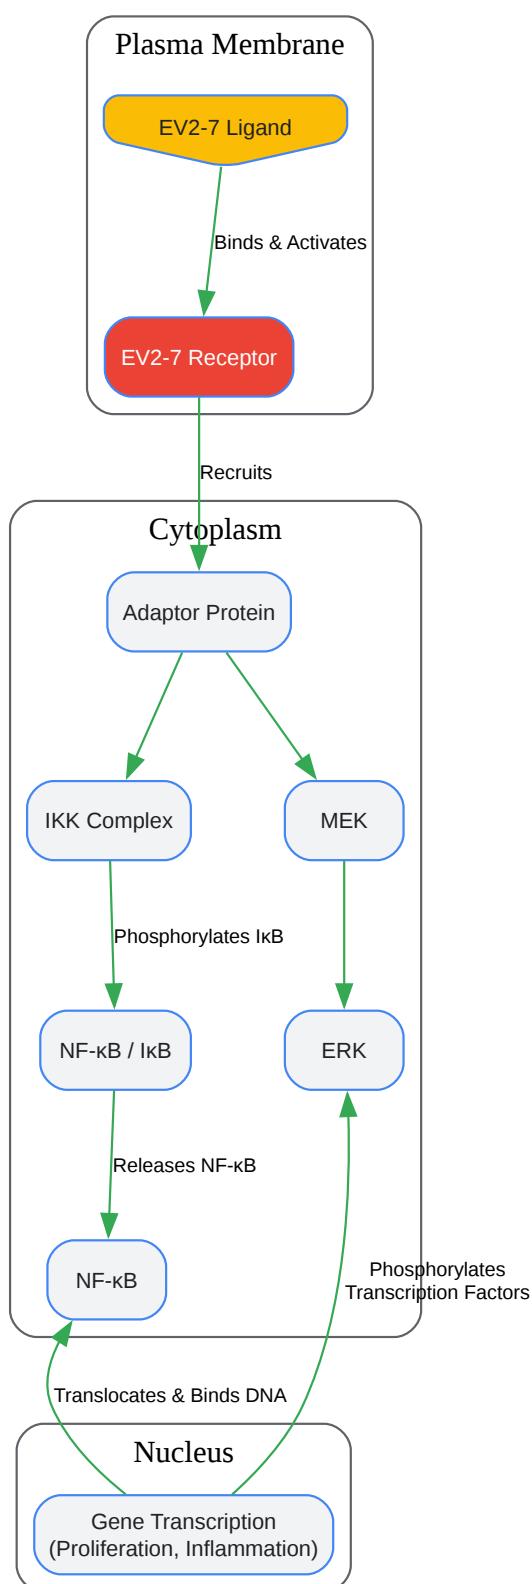 Plasma Membrane
EV2-7 Ligand
Binds & Activates
EV2-7 Receptor
Recruits
Cytoplasm
Adaptor Protein
IKK Complex
MEK
Phosphorylates IκB
NF-κB / IκB
ERK
Releases NF-κB
NF-κB
Phosphorylates
Transcription Factors
Translocates & Binds DNA
Nucleus
Gene Transcription
(Proliferation, Inflammation)